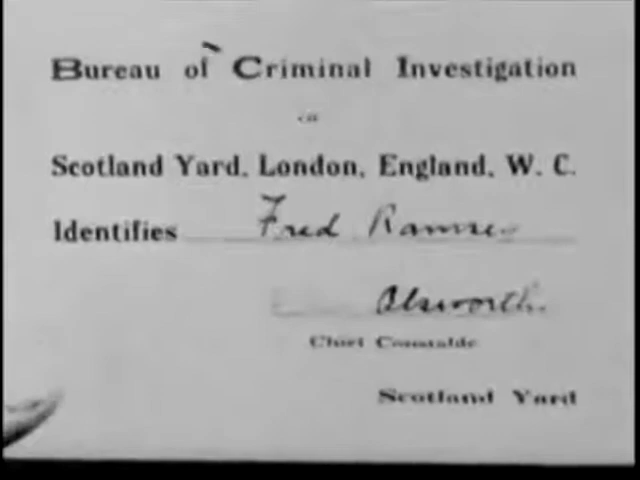 Bureau of Criminal Investigation
Scotland Yard. London, England, W. C.
Identifies Fred
Chief Constable
Scotland Yard